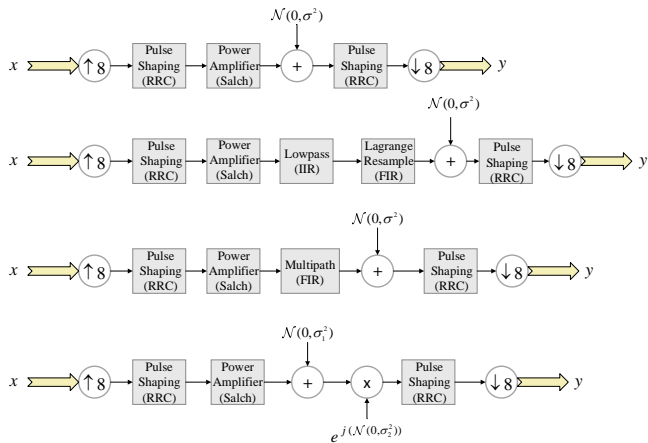 𝒩(0,σ²)
x ↑8 Pulse Shaping (RRC) Power Amplifier (Salch) + Pulse Shaping (RRC) ↓8 y
𝒩(0,σ²)
x ↑8 Pulse Shaping (RRC) Power Amplifier (Salch) Lowpass (IIR) Lagrange Resample (FIR) + Pulse Shaping (RRC) ↓8 y
𝒩(0,σ²)
x ↑8 Pulse Shaping (RRC) Power Amplifier (Salch) Multipath (FIR) + Pulse Shaping (RRC) ↓8 y
𝒩(0,σ₁²)
x ↑8 Pulse Shaping (RRC) Power Amplifier (Salch) + x Pulse Shaping (RRC) ↓8 y
e^{j(𝒩(0,σ₂²))}